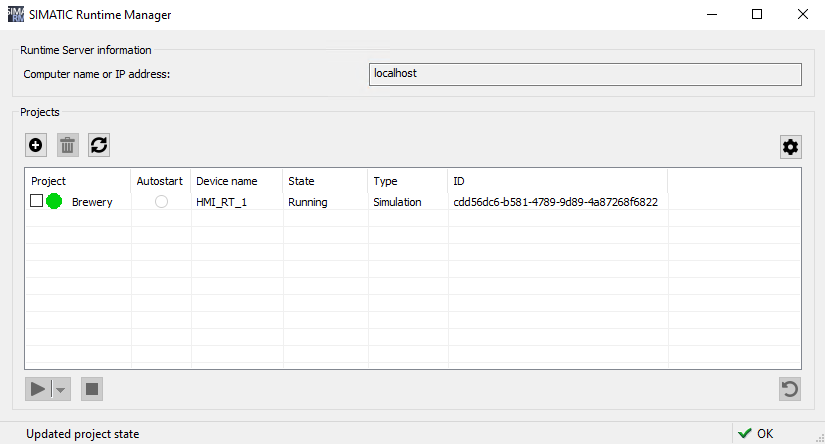 SIMATIC Runtime Manager
Runtime Server information
Computer name or IP address: localhost
Projects
Project Autostart Device name State Type ID
Brewery HMI_RT_1 Running Simulation cdd56dc6-b581-4789-9d89-4a87268f6822
Updated project state OK